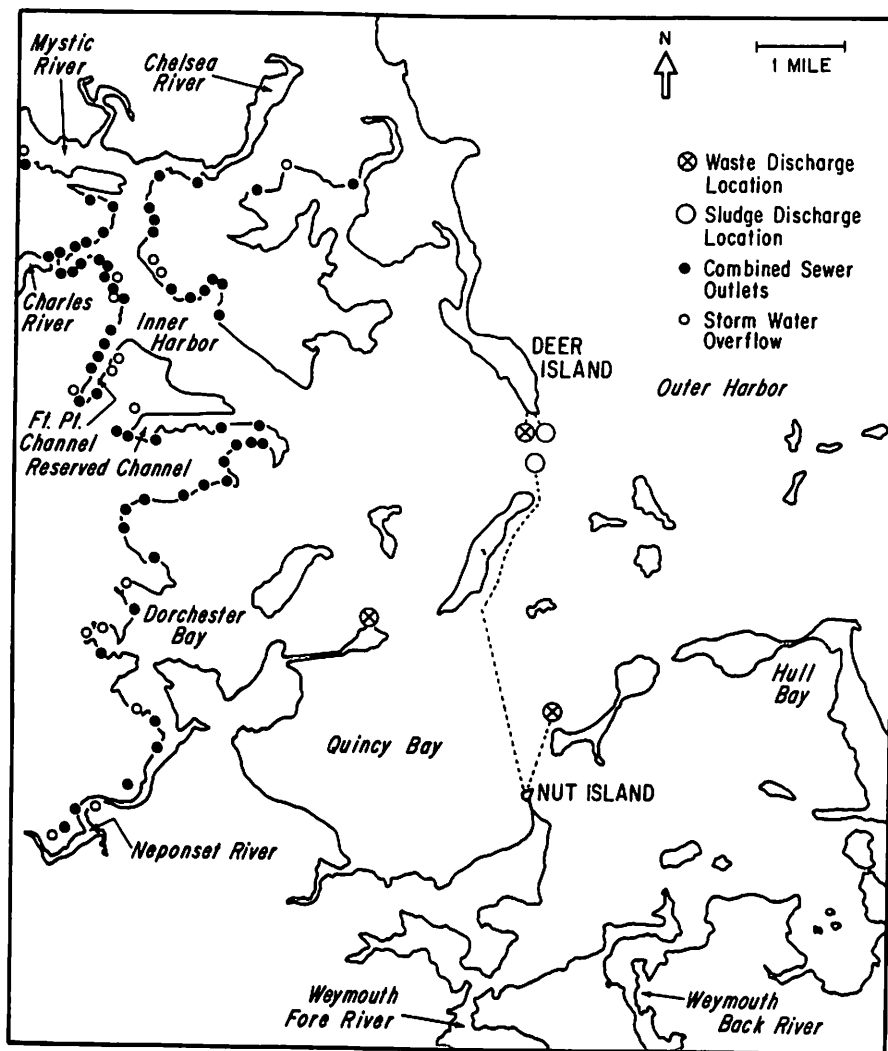 Mystic
River
Chelsea
River
N
1 MILE
Waste Discharge
Location
Sludge Discharge
Location
Combined Sewer
Outlets
Storm Water
Overflow
Charles
River
Inner
Harbor
DEER
ISLAND
Outer Harbor
Ft. Pt.
Channel
Reserved Channel
Dorchester
Bay
Hull
Bay
Quincy Bay
NUT ISLAND
Neponset River
Weymouth
Fore River
Weymouth
Back River